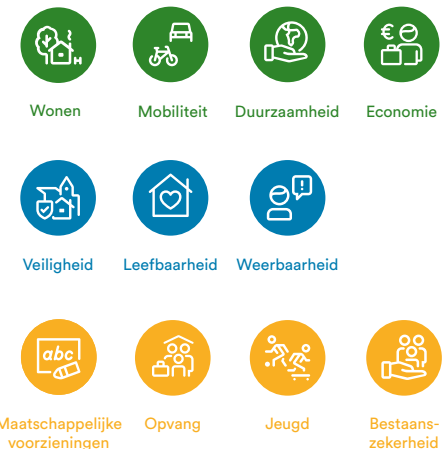 €
H
Wonen Mobiliteit Duurzaamheid Economie
!
Veiligheid Leefbaarheid Weerbaarheid
abc
Maatschappelijke voorzieningen
Opvang
Jeugd
Bestaans-
zekerheid